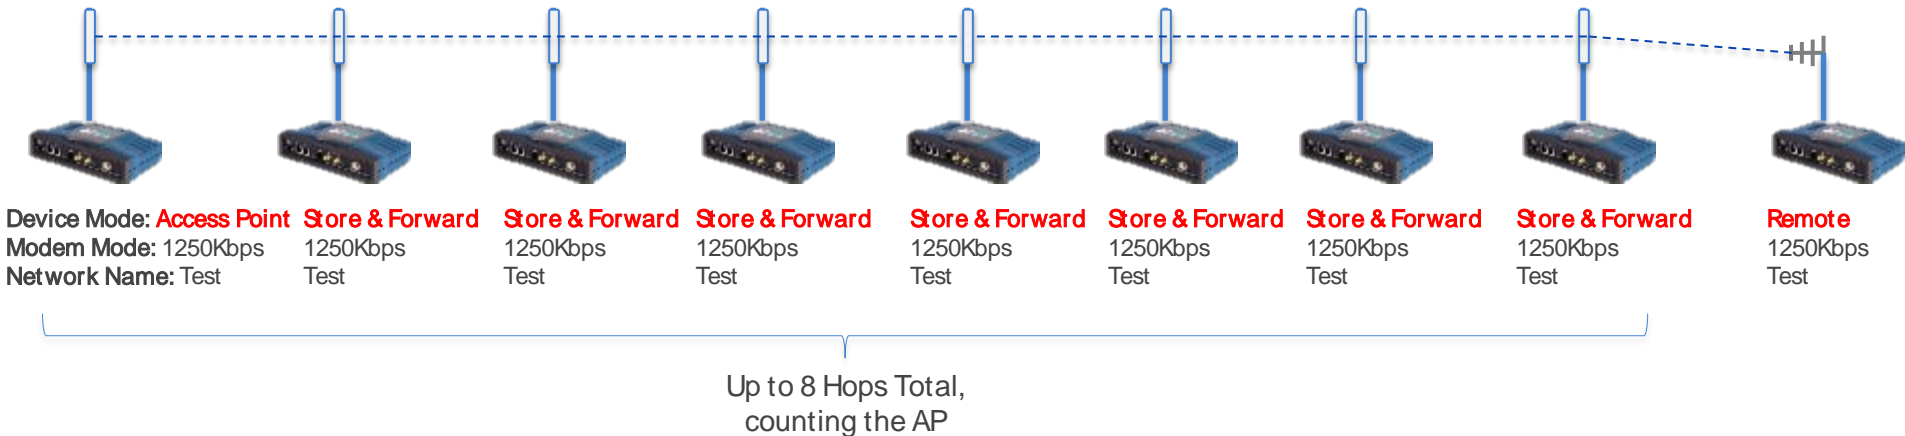 Device Mode: Access Point Store & Forward Store & Forward Store & Forward Store & Forward Store & Forward Store & Forward Store & Forward Remote
Modem Mode: 1250Kbps 1250Kbps 1250Kbps 1250Kbps 1250Kbps 1250Kbps 1250Kbps 1250Kbps 1250Kbps
Network Name: Test Test Test Test Test Test Test Test Test
Up to 8 Hops Total,
counting the AP